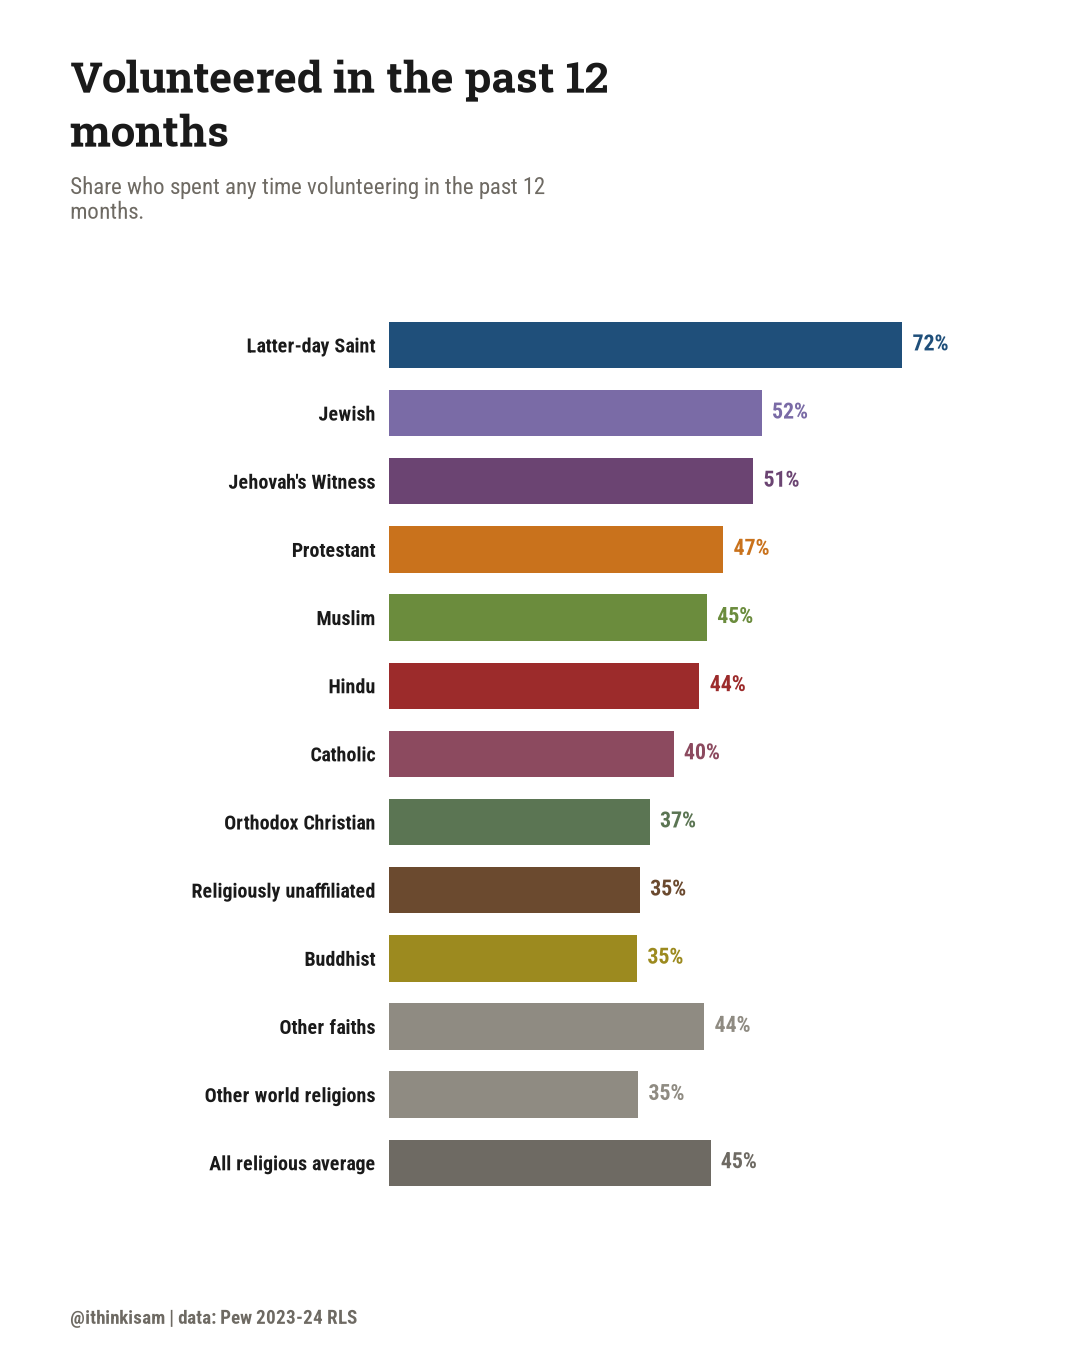 Volunteered in the past 12
months
Share who spent any time volunteering in the past 12
months.
Latter-day Saint 72%
Jewish 52%
Jehovah's Witness 51%
Protestant 47%
Muslim 45%
Hindu 44%
Catholic 40%
Orthodox Christian 37%
Religiously unaffiliated 35%
Buddhist 35%
Other faiths 44%
Other world religions 35%
All religious average 45%
@ithinkisam | data: Pew 2023-24 RLS